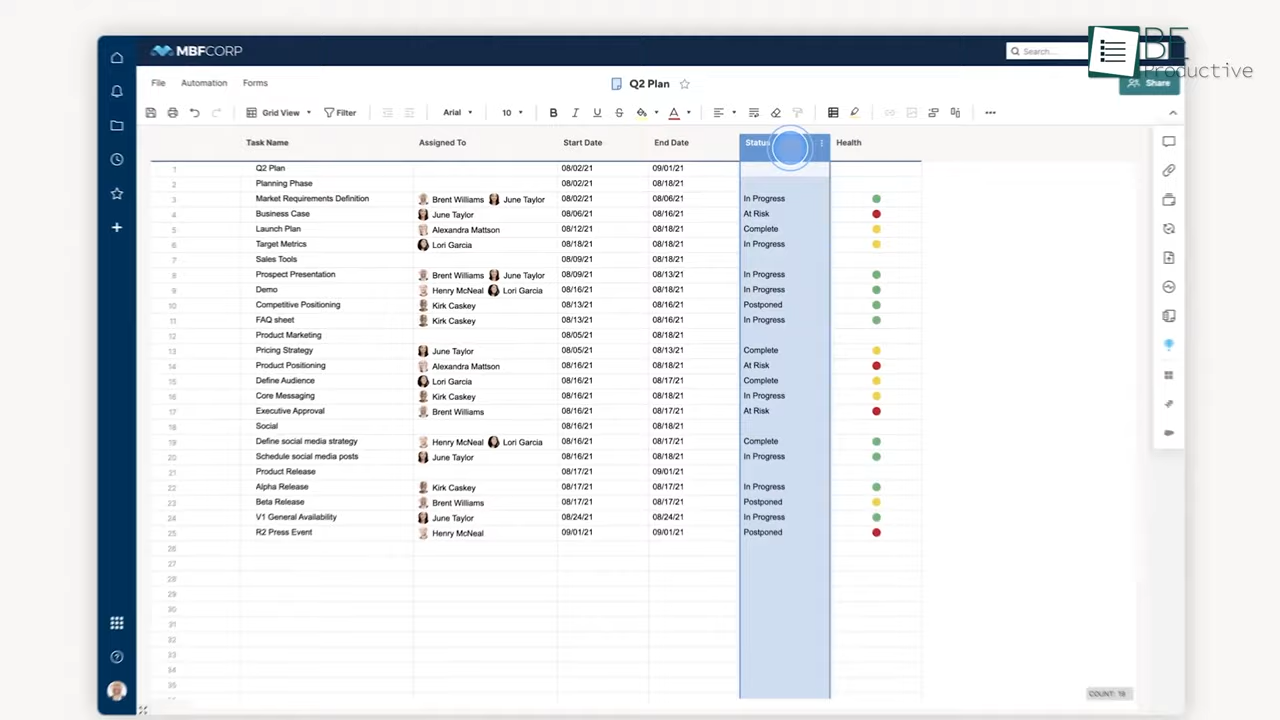 MBFCORP
Search...
BE
Productive
File Automation Forms
Q2 Plan
Share
Grid View Filter Arial 10 B I U S A
Task Name Assigned To Start Date End Date Status Health
1 Q2 Plan 08/02/21 09/01/21
2 Planning Phase 08/02/21 08/18/21
3 Market Requirements Definition Brent Williams June Taylor 08/02/21 08/06/21 In Progress
4 Business Case June Taylor 08/06/21 08/16/21 At Risk
5 Launch Plan Alexandra Mattson 08/12/21 08/18/21 Complete
6 Target Metrics Lori Garcia 08/18/21 08/18/21 In Progress
7 Sales Tools 08/09/21 08/18/21
8 Prospect Presentation Brent Williams June Taylor 08/09/21 08/13/21 In Progress
9 Demo Henry McNeal Lori Garcia 08/16/21 08/18/21 In Progress
10 Competitive Positioning Kirk Caskey 08/13/21 08/16/21 Postponed
11 FAQ sheet Kirk Caskey 08/13/21 08/16/21 In Progress
12 Product Marketing 08/05/21 08/18/21
13 Pricing Strategy June Taylor 08/05/21 08/13/21 Complete
14 Product Positioning Alexandra Mattson 08/16/21 08/18/21 At Risk
15 Define Audience Lori Garcia 08/16/21 08/17/21 Complete
16 Core Messaging Kirk Caskey 08/16/21 08/18/21 In Progress
17 Executive Approval Brent Williams 08/16/21 08/17/21 At Risk
18 Social 08/16/21 08/18/21
19 Define social media strategy Henry McNeal Lori Garcia 08/16/21 08/17/21 Complete
20 Schedule social media posts June Taylor 08/16/21 08/18/21 In Progress
21 Product Release 08/17/21 09/01/21
22 Alpha Release Kirk Caskey 08/17/21 08/17/21 In Progress
23 Beta Release Brent Williams 08/17/21 08/17/21 Postponed
24 V1 General Availability June Taylor 08/24/21 08/24/21 In Progress
25 R2 Press Event Henry McNeal 09/01/21 09/01/21 Postponed
26
27
28
29
30
31
32
33
34
35
COUNT: 19